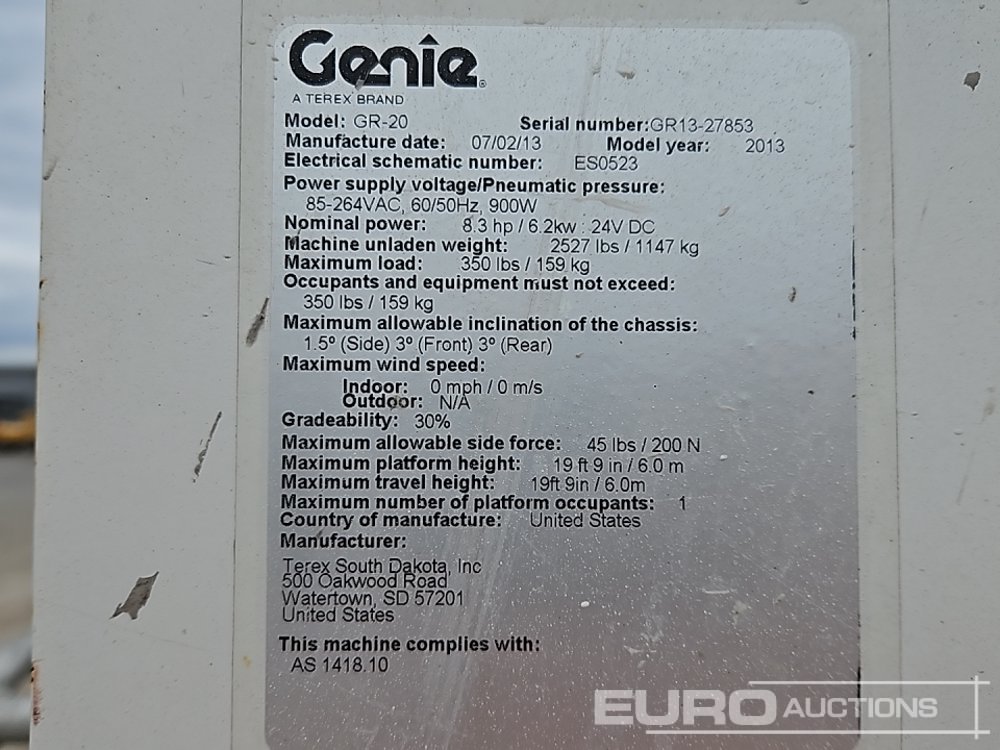 Genie
A TEREX BRAND
Model: GR-20 Serial number:GR13-27853
Manufacture date: 07/02/13 Model year: 2013
Electrical schematic number: ES0523
Power supply voltage/Pneumatic pressure:
85-264VAC, 60/50Hz, 900W
Nominal power: 8.3 hp / 6.2kw : 24V DC
Machine unladen weight: 2527 lbs / 1147 kg
Maximum load: 350 lbs / 159 kg
Occupants and equipment must not exceed:
350 lbs / 159 kg
Maximum allowable inclination of the chassis:
1.5º (Side) 3º (Front) 3º (Rear)
Maximum wind speed:
Indoor: 0 mph / 0 m/s
Outdoor: N/A
Gradeability: 30%
Maximum allowable side force: 45 lbs / 200 N
Maximum platform height: 19 ft 9 in / 6.0 m
Maximum travel height: 19ft 9in / 6.0m
Maximum number of platform occupants: 1
Country of manufacture: United States
Manufacturer:
Terex South Dakota, Inc
500 Oakwood Road
Watertown, SD 57201
United States
This machine complies with:
AS 1418.10
EURO AUCTIONS